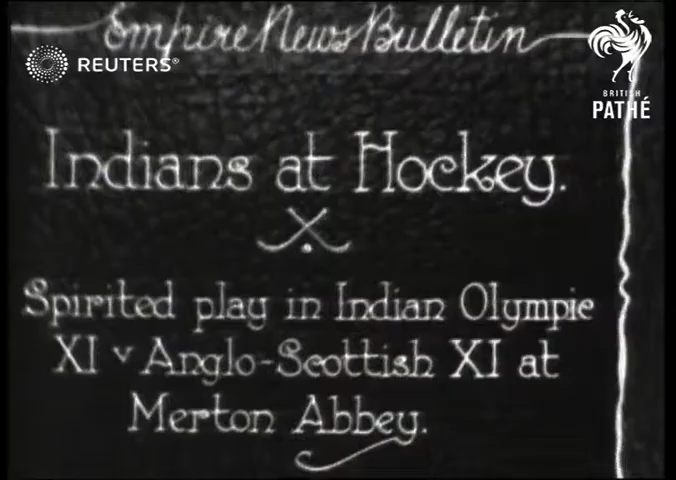 Empire News Bulletin
REUTERS®
BRITISH
PATHÉ
Indians at Hockey.
Spirited play in Indian Olympic
XI v Anglo-Scottish XI at
Merton Abbey.